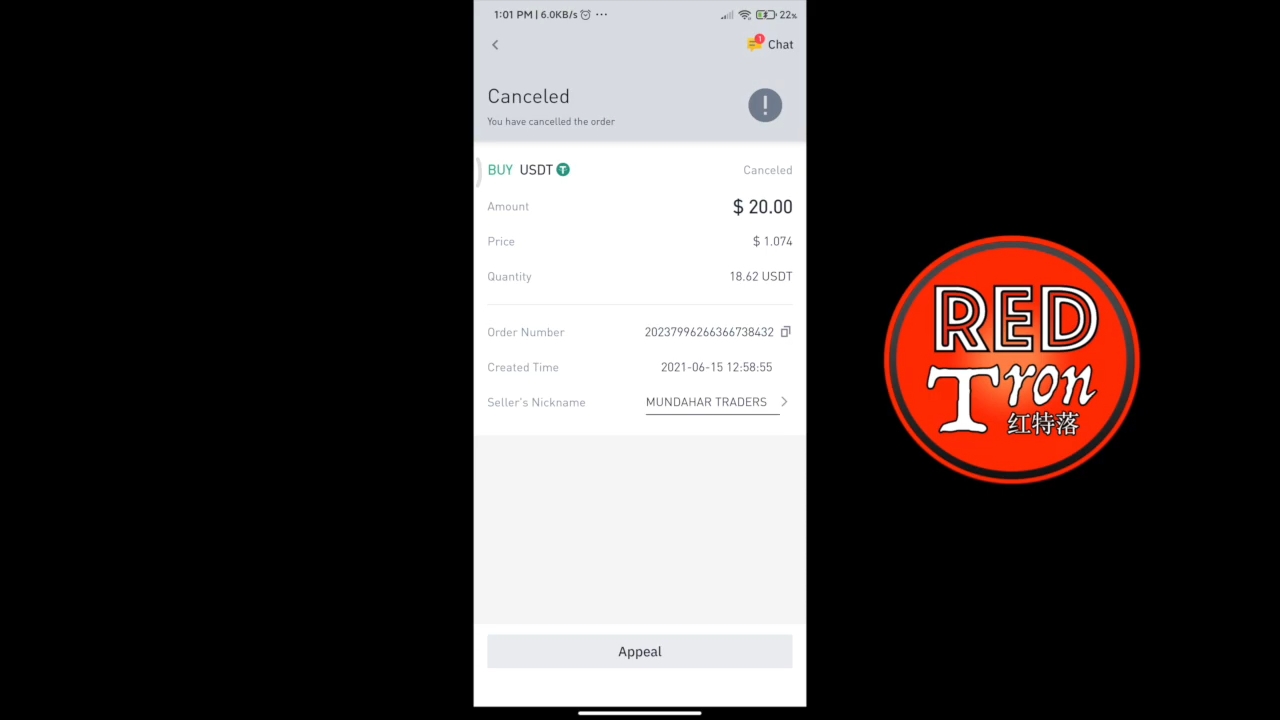 1:01 PM | 6.0KB/s ··· 22%
1 Chat
Canceled
!
You have cancelled the order
BUY USDT T Canceled
Amount $ 20.00
Price $ 1.074
Quantity 18.62 USDT
Order Number 20237996266366738432
Created Time 2021-06-15 12:58:55
Seller's Nickname MUNDAHAR TRADERS
Appeal
RED
Tron
红特落